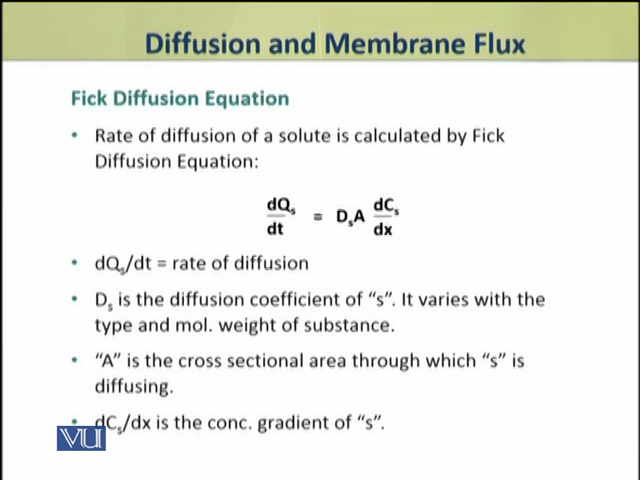 Diffusion and Membrane Flux
Fick Diffusion Equation
• Rate of diffusion of a solute is calculated by Fick
Diffusion Equation:
dQₛ/dt = DₛA dCₛ/dx
• dQₛ/dt = rate of diffusion
• Dₛ is the diffusion coefficient of “s”. It varies with the
type and mol. weight of substance.
• “A” is the cross sectional area through which “s” is
diffusing.
• dCₛ/dx is the conc. gradient of “s”.
VU